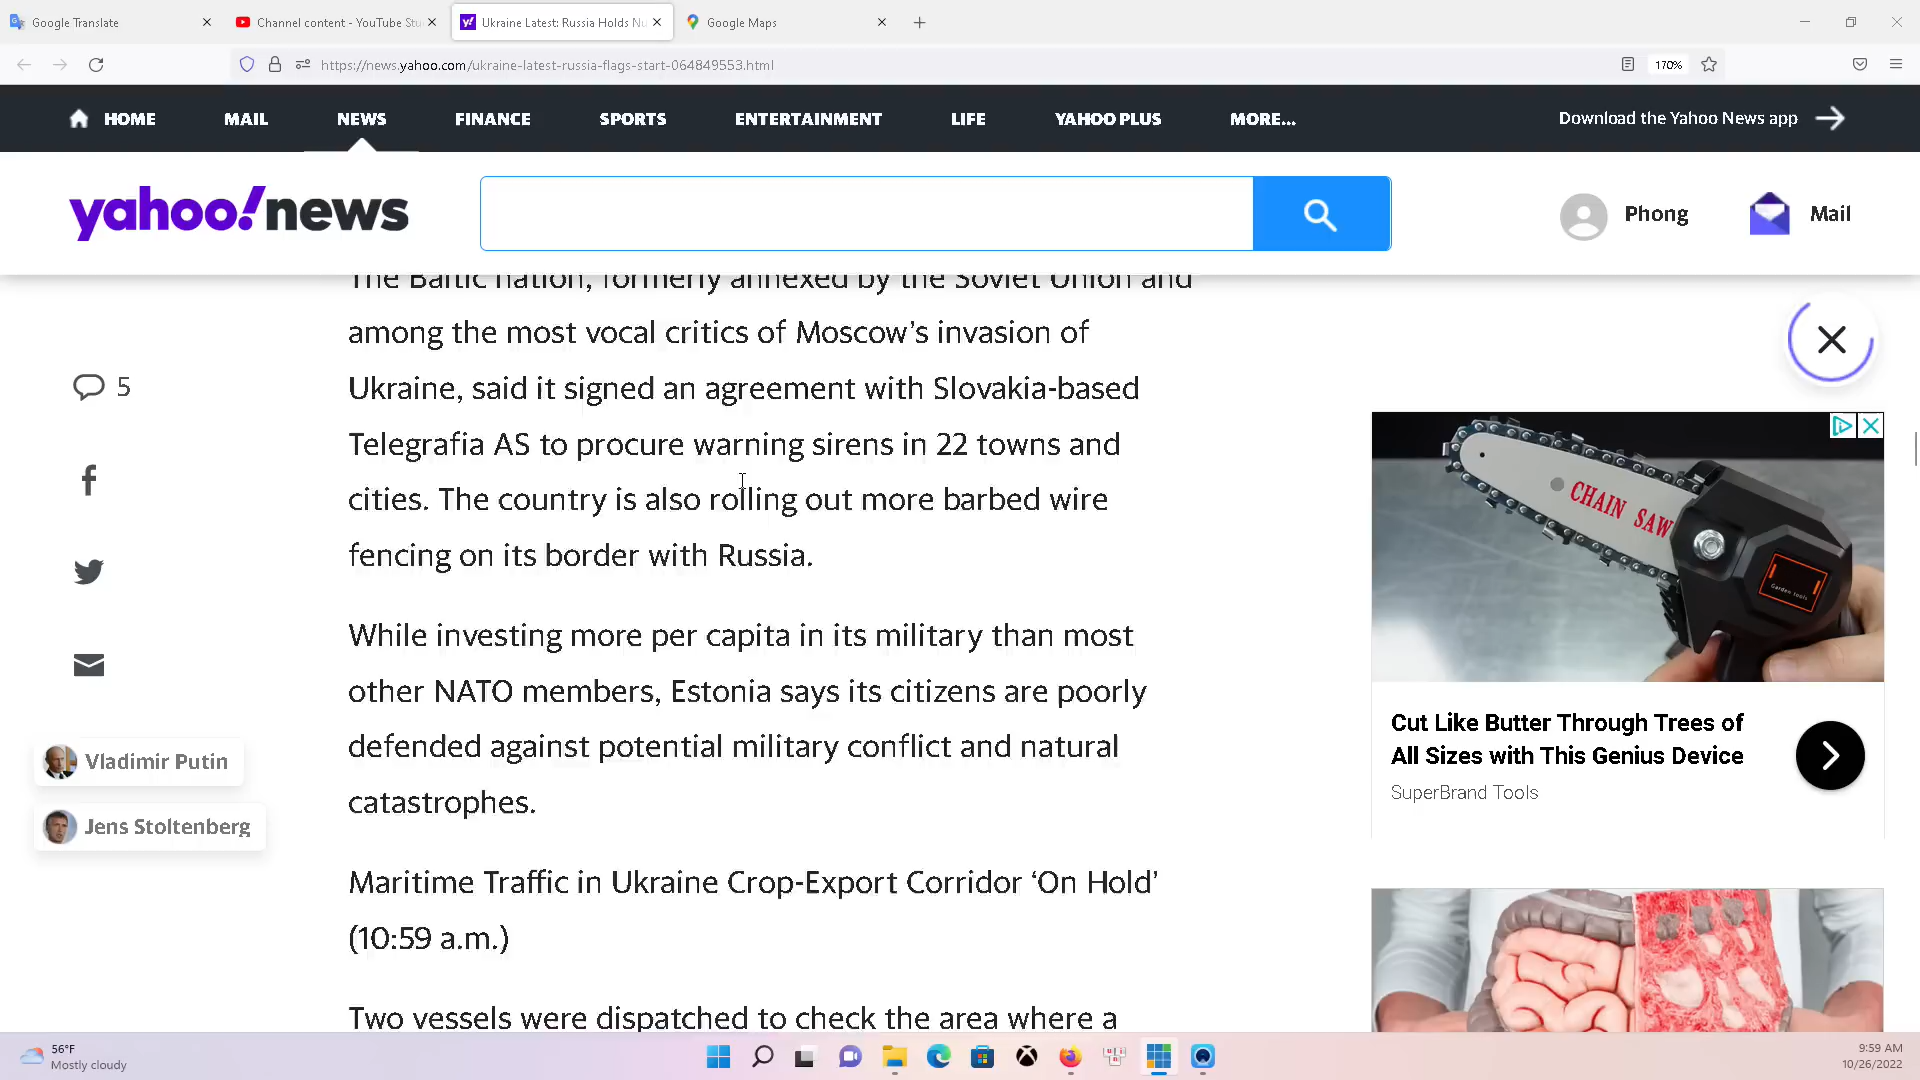 Google Translate
Channel content - YouTube Stu
Ukraine Latest: Russia Holds Nu
Google Maps
https://news.yahoo.com/ukraine-latest-russia-flags-start-064849553.html
170%
HOME
MAIL
NEWS
FINANCE
SPORTS
ENTERTAINMENT
LIFE
YAHOO PLUS
MORE...
Download the Yahoo News app
yahoo!news
Phong
Mail
The Baltic nation, formerly annexed by the Soviet Union and
among the most vocal critics of Moscow’s invasion of
Ukraine, said it signed an agreement with Slovakia-based
Telegrafia AS to procure warning sirens in 22 towns and
cities. The country is also rolling out more barbed wire
fencing on its border with Russia.
While investing more per capita in its military than most
other NATO members, Estonia says its citizens are poorly
defended against potential military conflict and natural
catastrophes.
Maritime Traffic in Ukraine Crop-Export Corridor ‘On Hold’
(10:59 a.m.)
Two vessels were dispatched to check the area where a
5
Vladimir Putin
Jens Stoltenberg
CHAIN SAW
Garden tools
Cut Like Butter Through Trees of
All Sizes with This Genius Device
SuperBrand Tools
56°F
Mostly cloudy
9:59 AM
10/26/2022